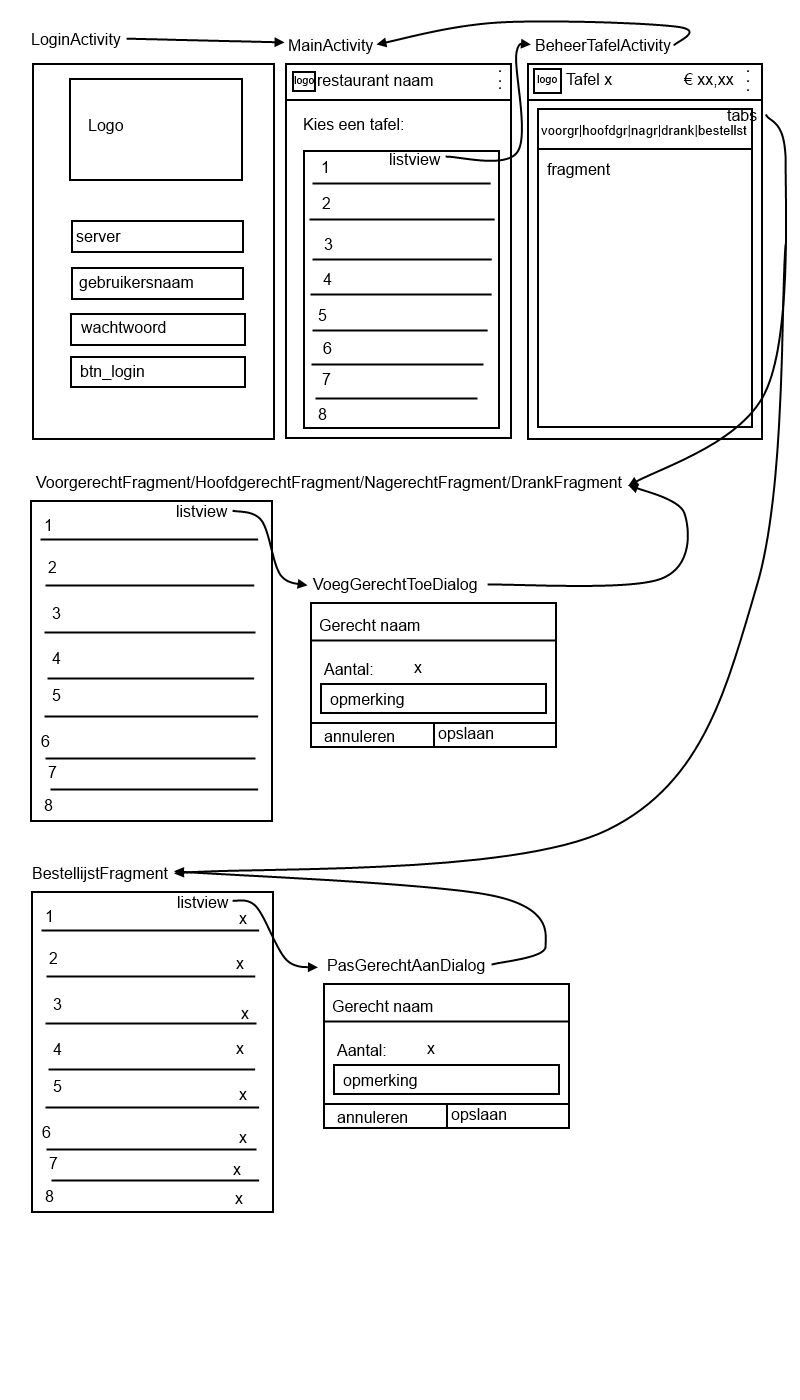 LoginActivity
MainActivity
BeheerTafelActivity
Logo
server
gebruikersnaam
wachtwoord
btn_login
logo restaurant naam
Kies een tafel:
listview
1
2
3
4
5
6
7
8
logo Tafel x € xx,xx
tabs
voorgr|hoofdgr|nagr|drank|bestellst
fragment
VoorgerechtFragment/HoofdgerechtFragment/NagerechtFragment/DrankFragment
listview
1
2
3
4
5
6
7
8
VoegGerechtToeDialog
Gerecht naam
Aantal: x
opmerking
annuleren opslaan
BestellijstFragment
listview
1 x
2 x
3 x
4 x
5 x
6 x
7 x
8 x
PasGerechtAanDialog
Gerecht naam
Aantal: x
opmerking
annuleren opslaan